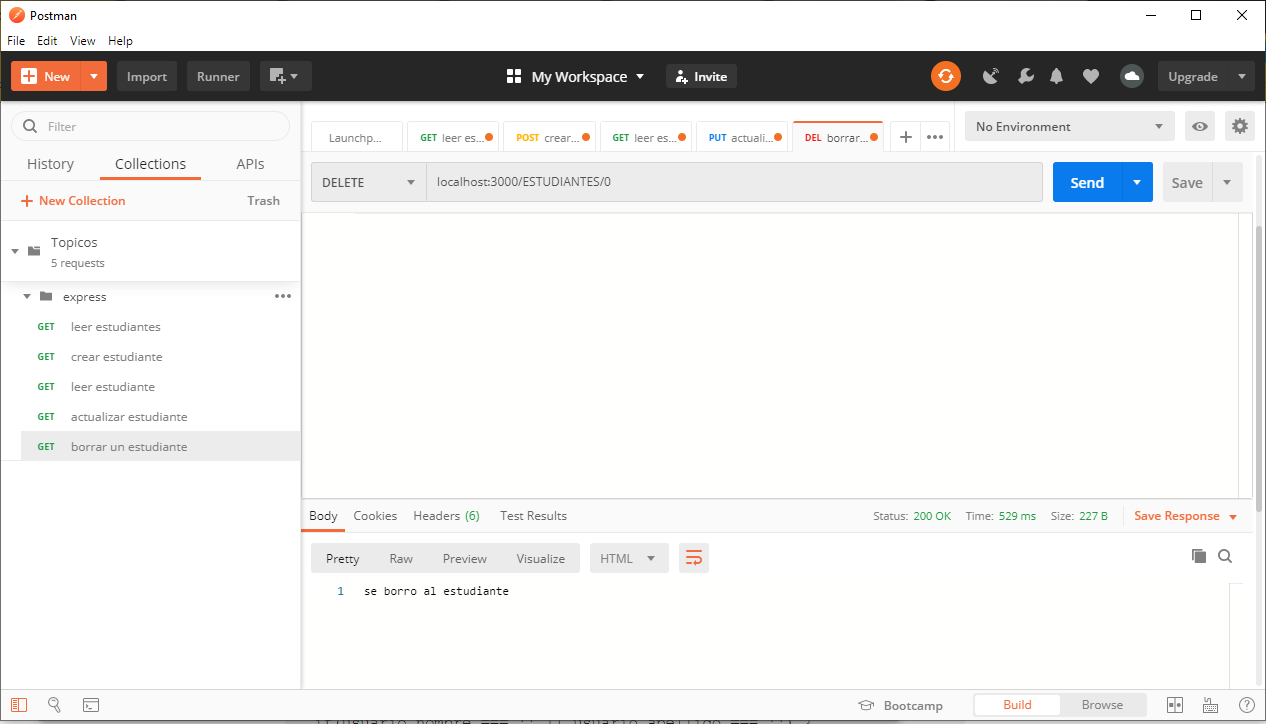 Postman
File Edit View Help
New Import Runner My Workspace Invite Upgrade
Filter
History Collections APIs
New Collection Trash
Topicos
5 requests
express
GET leer estudiantes
GET crear estudiante
GET leer estudiante
GET actualizar estudiante
GET borrar un estudiante
Launchp... GET leer es... POST crear... GET leer es... PUT actuali... DEL borrar... No Environment
DELETE localhost:3000/ESTUDIANTES/0 Send Save
Body Cookies Headers (6) Test Results Status: 200 OK Time: 529 ms Size: 227 B Save Response
Pretty Raw Preview Visualize HTML
1 se borro al estudiante
Bootcamp Build Browse